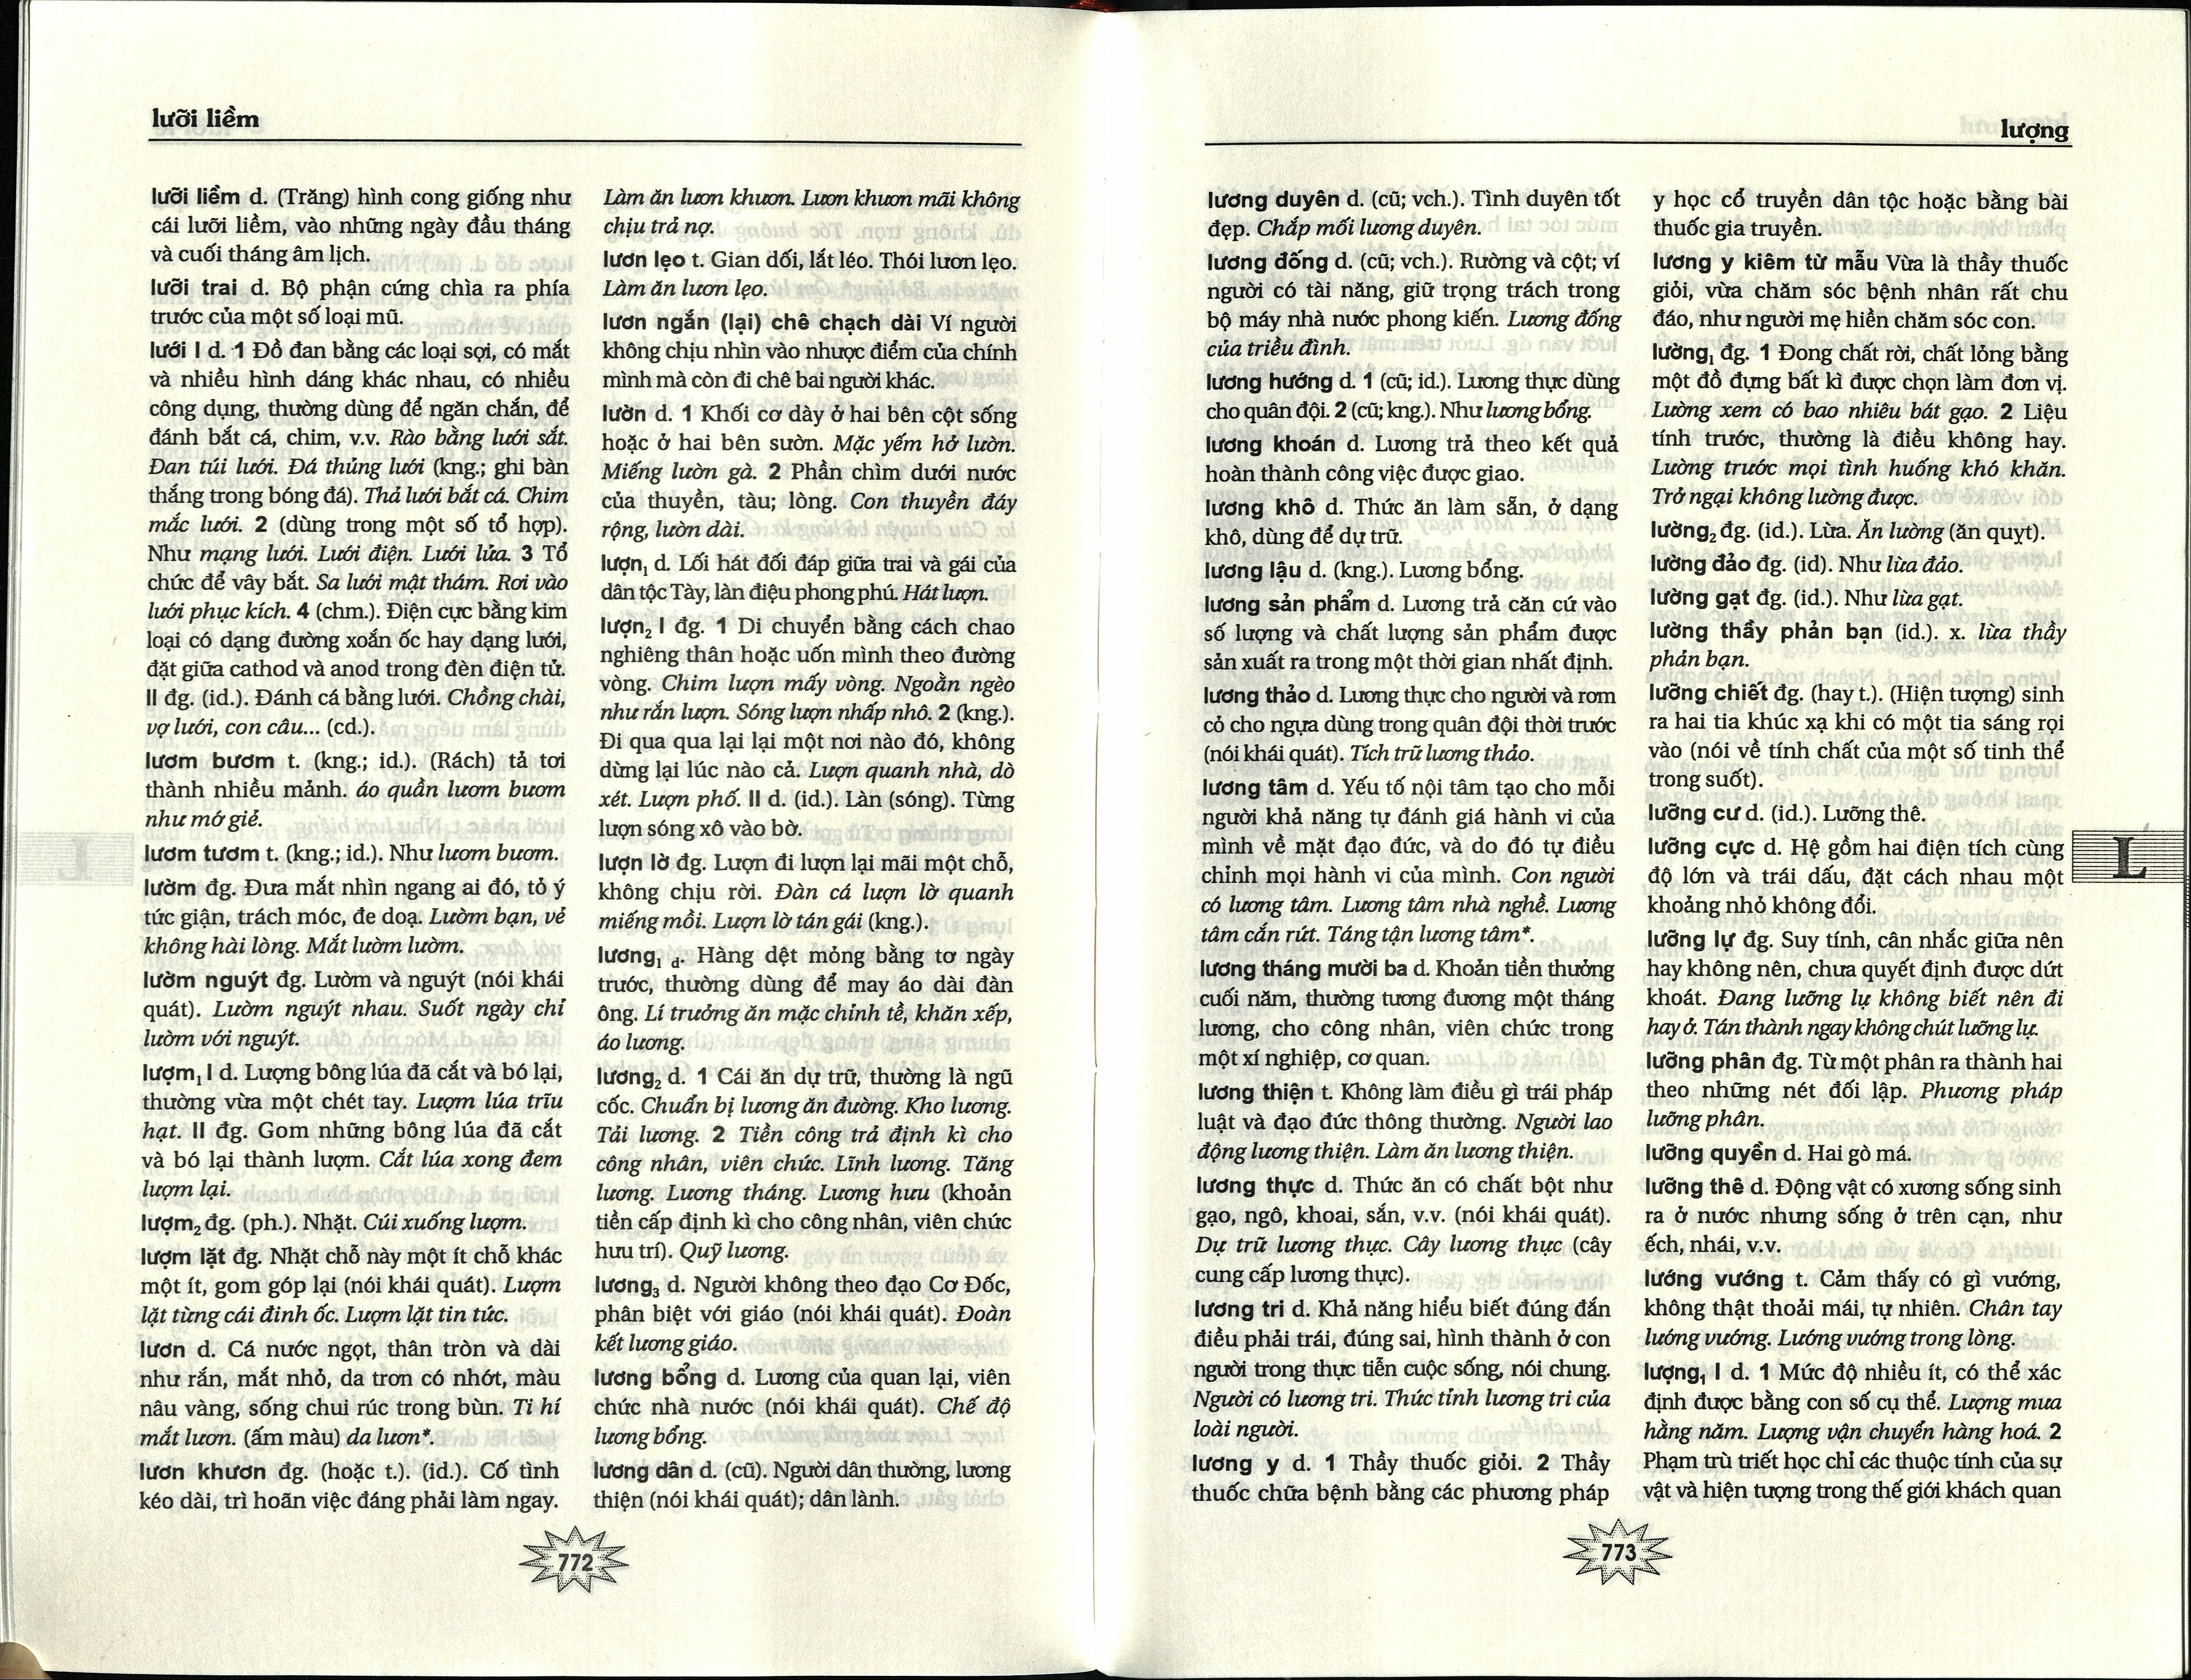 lưỡi liềm
lưỡi liềm d. (Trăng) hình cong giống như
cái lưỡi liềm, vào những ngày đầu tháng
và cuối tháng âm lịch.
lưỡi trai d. Bộ phận cứng chìa ra phía
trước của một số loại mũ.
lưới I d. 1 Đồ đan bằng các loại sợi, có mắt
và nhiều hình dáng khác nhau, có nhiều
công dụng, thường dùng để ngăn chắn, để
đánh bắt cá, chim, v.v. Rào bằng lưới sắt.
Đan túi lưới. Đá thủng lưới (kng.; ghi bàn
thắng trong bóng đá). Thả lưới bắt cá. Chim
mắc lưới. 2 (dùng trong một số tổ hợp).
Như mạng lưới. Lưới điện. Lưới lửa. 3 Tổ
chức để vây bắt. Sa lưới mật thám. Rơi vào
lưới phục kích. 4 (chm.). Điện cực bằng kim
loại có dạng đường xoắn ốc hay dạng lưới,
đặt giữa cathod và anod trong đèn điện tử.
II đg. (id.). Đánh cá bằng lưới. Chồng chài,
vợ lưới, con câu... (cd.).
lươm bươm t. (kng.; id.). (Rách) tả tơi
thành nhiều mảnh. áo quần lươm bươm
như mớ giẻ.
lươm tươm t. (kng.; id.). Như lươm bươm.
lườm đg. Đưa mắt nhìn ngang ai đó, tỏ ý
tức giận, trách móc, đe doạ. Lườm bạn, vẻ
không hài lòng. Mắt lườm lườm.
lườm nguýt đg. Lườm và nguýt (nói khái
quát). Lườm nguýt nhau. Suốt ngày chỉ
lườm với nguýt.
lượm₁ I d. Lượng bông lúa đã cắt và bó lại,
thường vừa một chét tay. Lượm lúa trĩu
hạt. II đg. Gom những bông lúa đã cắt
và bó lại thành lượm. Cắt lúa xong đem
lượm lại.
lượm₂ đg. (ph.). Nhặt. Cúi xuống lượm.
lượm lặt đg. Nhặt chỗ này một ít chỗ khác
một ít, gom góp lại (nói khái quát). Lượm
lặt từng cái đinh ốc. Lượm lặt tin tức.
lươn d. Cá nước ngọt, thân tròn và dài
như rắn, mắt nhỏ, da trơn có nhớt, màu
nâu vàng, sống chui rúc trong bùn. Ti hí
mắt lươn. (ấm màu) da lươn*.
lươn khươn đg. (hoặc t.). (id.). Cố tình
kéo dài, trì hoãn việc đáng phải làm ngay.
Làm ăn lươn khươn. Lươn khươn mãi không
chịu trả nợ.
lươn lẹo t. Gian dối, lắt léo. Thói lươn lẹo.
Làm ăn lươn lẹo.
lươn ngắn (lại) chê chạch dài Ví người
không chịu nhìn vào nhược điểm của chính
mình mà còn đi chê bai người khác.
lườn d. 1 Khối cơ dày ở hai bên cột sống
hoặc ở hai bên sườn. Mặc yếm hở lườn.
Miếng lườn gà. 2 Phần chìm dưới nước
của thuyền, tàu; lòng. Con thuyền đáy
rộng, lườn dài.
lượn₁ d. Lối hát đối đáp giữa trai và gái của
dân tộc Tày, làn điệu phong phú. Hát lượn.
lượn₂ I đg. 1 Di chuyển bằng cách chao
nghiêng thân hoặc uốn mình theo đường
vòng. Chim lượn mấy vòng. Ngoằn ngèo
như rắn lượn. Sóng lượn nhấp nhô. 2 (kng.).
Đi qua qua lại lại một nơi nào đó, không
dừng lại lúc nào cả. Lượn quanh nhà, dò
xét. Lượn phố. II d. (id.). Làn (sóng). Từng
lượn sóng xô vào bờ.
lượn lờ đg. Lượn đi lượn lại mãi một chỗ,
không chịu rời. Đàn cá lượn lờ quanh
miếng mồi. Lượn lờ tán gái (kng.).
lương₁ d. Hàng dệt mỏng bằng tơ ngày
trước, thường dùng để may áo dài đàn
ông. Lí trưởng ăn mặc chỉnh tề, khăn xếp,
áo lương.
lương₂ d. 1 Cái ăn dự trữ, thường là ngũ
cốc. Chuẩn bị lương ăn đường. Kho lương.
Tải lương. 2 Tiền công trả định kì cho
công nhân, viên chức. Lĩnh lương. Tăng
lương. Lương tháng. Lương hưu (khoản
tiền cấp định kì cho công nhân, viên chức
hưu trí). Quỹ lương.
lương₃ d. Người không theo đạo Cơ Đốc,
phân biệt với giáo (nói khái quát). Đoàn
kết lương giáo.
lương bổng d. Lương của quan lại, viên
chức nhà nước (nói khái quát). Chế độ
lương bổng.
lương dân d. (cũ). Người dân thường, lương
thiện (nói khái quát); dân lành.
772
lượng
lương duyên d. (cũ; vch.). Tình duyên tốt
đẹp. Chắp mối lương duyên.
lương đống d. (cũ; vch.). Rường và cột; ví
người có tài năng, giữ trọng trách trong
bộ máy nhà nước phong kiến. Lương đống
của triều đình.
lương hướng d. 1 (cũ; id.). Lương thực dùng
cho quân đội. 2 (cũ; kng.). Như lương bổng.
lương khoán d. Lương trả theo kết quả
hoàn thành công việc được giao.
lương khô d. Thức ăn làm sẵn, ở dạng
khô, dùng để dự trữ.
lương lậu d. (kng.). Lương bổng.
lương sản phẩm d. Lương trả căn cứ vào
số lượng và chất lượng sản phẩm được
sản xuất ra trong một thời gian nhất định.
lương thảo d. Lương thực cho người và rơm
cỏ cho ngựa dùng trong quân đội thời trước
(nói khái quát). Tích trữ lương thảo.
lương tâm d. Yếu tố nội tâm tạo cho mỗi
người khả năng tự đánh giá hành vi của
mình về mặt đạo đức, và do đó tự điều
chỉnh mọi hành vi của mình. Con người
có lương tâm. Lương tâm nhà nghề. Lương
tâm cắn rứt. Táng tận lương tâm*.
lương tháng mười ba d. Khoản tiền thưởng
cuối năm, thường tương đương một tháng
lương, cho công nhân, viên chức trong
một xí nghiệp, cơ quan.
lương thiện t. Không làm điều gì trái pháp
luật và đạo đức thông thường. Người lao
động lương thiện. Làm ăn lương thiện.
lương thực d. Thức ăn có chất bột như
gạo, ngô, khoai, sắn, v.v. (nói khái quát).
Dự trữ lương thực. Cây lương thực (cây
cung cấp lương thực).
lương tri d. Khả năng hiểu biết đúng đắn
điều phải trái, đúng sai, hình thành ở con
người trong thực tiễn cuộc sống, nói chung.
Người có lương tri. Thức tỉnh lương tri của
loài người.
lương y d. 1 Thầy thuốc giỏi. 2 Thầy
thuốc chữa bệnh bằng các phương pháp
y học cổ truyền dân tộc hoặc bằng bài
thuốc gia truyền.
lương y kiêm từ mẫu Vừa là thầy thuốc
giỏi, vừa chăm sóc bệnh nhân rất chu
đáo, như người mẹ hiền chăm sóc con.
lường₁ đg. 1 Đong chất rời, chất lỏng bằng
một đồ đựng bất kì được chọn làm đơn vị.
Lường xem có bao nhiêu bát gạo. 2 Liệu
tính trước, thường là điều không hay.
Lường trước mọi tình huống khó khăn.
Trở ngại không lường được.
lường₂ đg. (id.). Lừa. Ăn lường (ăn quỵt).
lường đảo đg. (id). Như lừa đảo.
lường gạt đg. (id.). Như lừa gạt.
lường thầy phản bạn (id.). x. lừa thầy
phản bạn.
lưỡng chiết đg. (hay t.). (Hiện tượng) sinh
ra hai tia khúc xạ khi có một tia sáng rọi
vào (nói về tính chất của một số tinh thể
trong suốt).
lưỡng cư d. (id.). Lưỡng thê.
lưỡng cực d. Hệ gồm hai điện tích cùng
độ lớn và trái dấu, đặt cách nhau một
khoảng nhỏ không đổi.
lưỡng lự đg. Suy tính, cân nhắc giữa nên
hay không nên, chưa quyết định được dứt
khoát. Đang lưỡng lự không biết nên đi
hay ở. Tán thành ngay không chút lưỡng lự.
lưỡng phân đg. Từ một phân ra thành hai
theo những nét đối lập. Phương pháp
lưỡng phân.
lưỡng quyền d. Hai gò má.
lưỡng thê d. Động vật có xương sống sinh
ra ở nước nhưng sống ở trên cạn, như
ếch, nhái, v.v.
lướng vướng t. Cảm thấy có gì vướng,
không thật thoải mái, tự nhiên. Chân tay
lướng vướng. Lướng vướng trong lòng.
lượng₁ I d. 1 Mức độ nhiều ít, có thể xác
định được bằng con số cụ thể. Lượng mưa
hằng năm. Lượng vận chuyển hàng hoá. 2
Phạm trù triết học chỉ các thuộc tính của sự
vật và hiện tượng trong thế giới khách quan
L
773